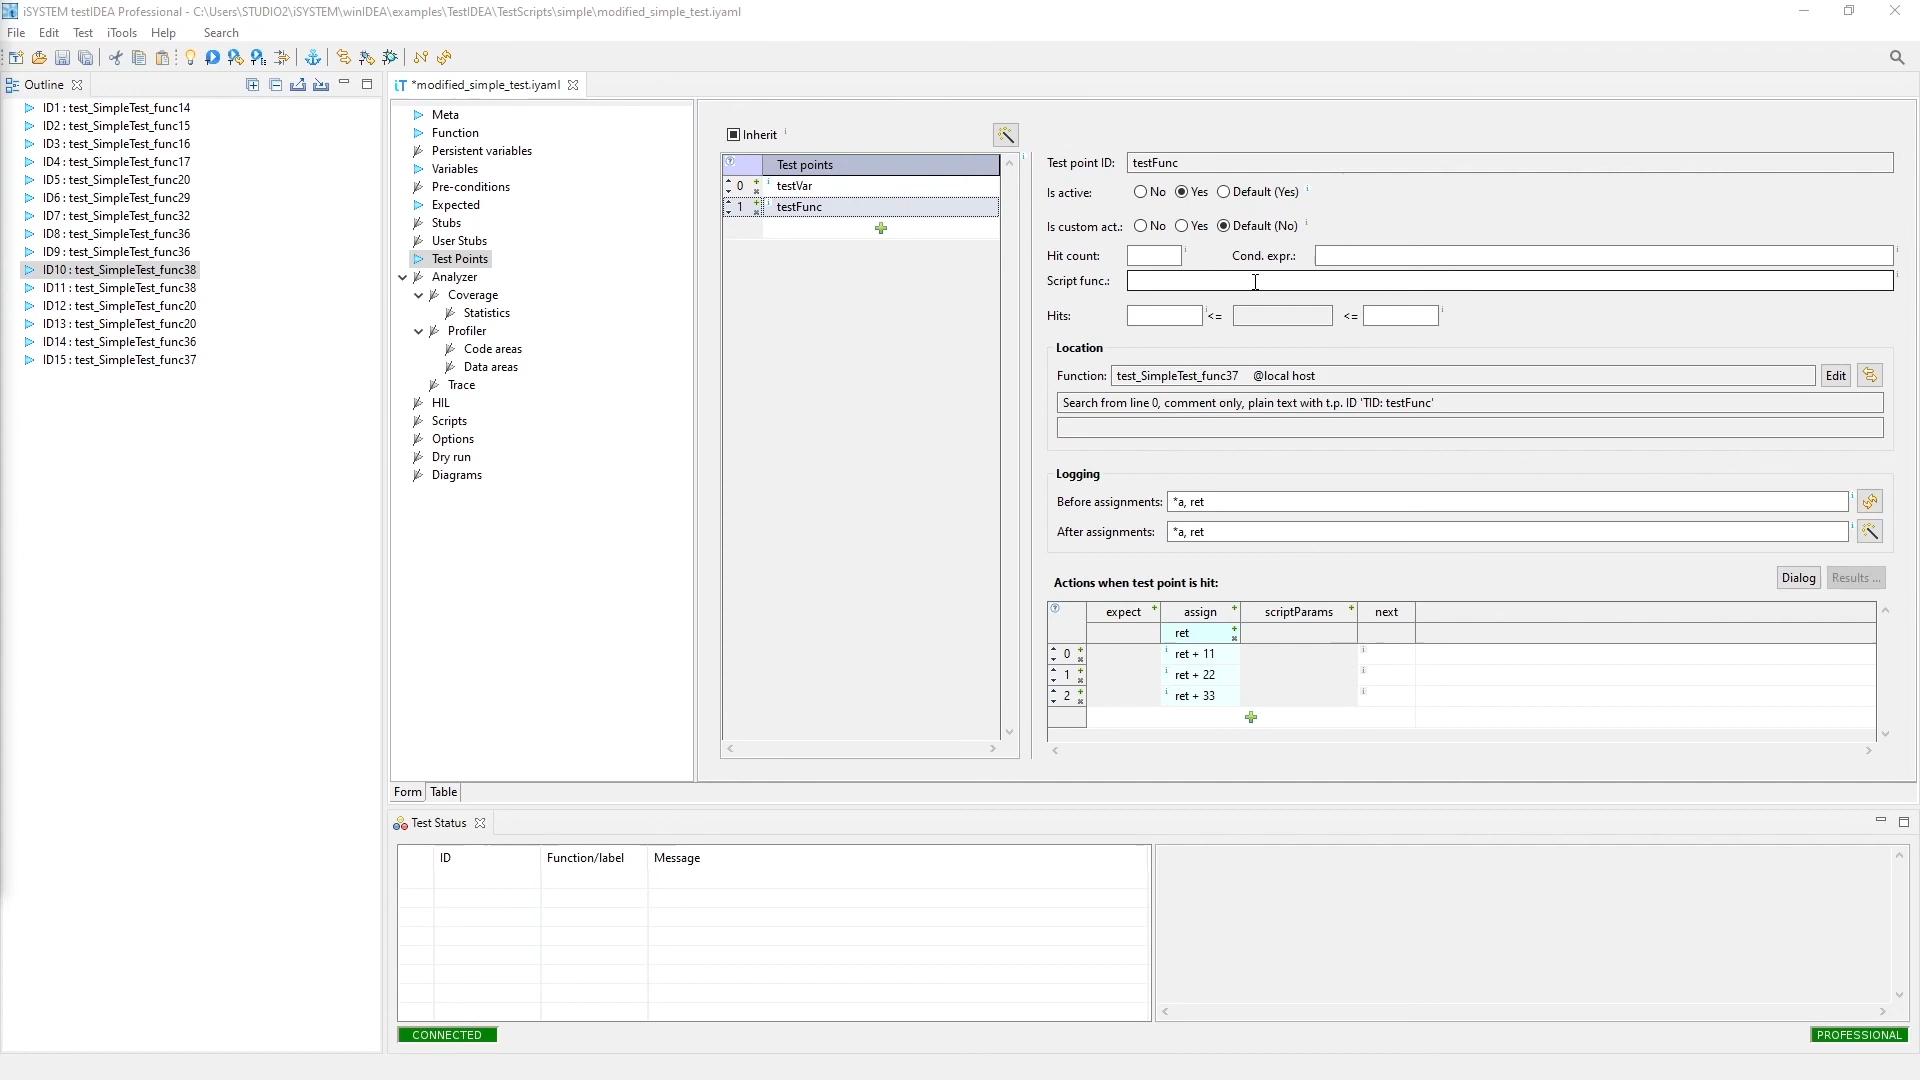 iSYSTEM testIDEA Professional - C:\Users\STUDIO2\iSYSTEM\winIDEA\examples\TestIDEA\TestScripts\simple\modified_simple_test.iyaml
File Edit Test iTools Help Search
Outline
*modified_simple_test.iyaml
ID1 : test_SimpleTest_func14
ID2 : test_SimpleTest_func15
ID3 : test_SimpleTest_func16
ID4 : test_SimpleTest_func17
ID5 : test_SimpleTest_func20
ID6 : test_SimpleTest_func29
ID7 : test_SimpleTest_func32
ID8 : test_SimpleTest_func36
ID9 : test_SimpleTest_func36
ID10 : test_SimpleTest_func38
ID11 : test_SimpleTest_func38
ID12 : test_SimpleTest_func20
ID13 : test_SimpleTest_func20
ID14 : test_SimpleTest_func36
ID15 : test_SimpleTest_func37
Meta
Function
Persistent variables
Variables
Pre-conditions
Expected
Stubs
User Stubs
Test Points
Analyzer
Coverage
Statistics
Profiler
Code areas
Data areas
Trace
HIL
Scripts
Options
Dry run
Diagrams
Inherit
Test points
0 testVar
1 testFunc
Test point ID: testFunc
Is active: No Yes Default (Yes)
Is custom act.: No Yes Default (No)
Hit count: Cond. expr.:
Script func.:
Hits: <= <=
Location
Function: test_SimpleTest_func37 @local host Edit
Search from line 0, comment only, plain text with t.p. ID 'TID: testFunc'
Logging
Before assignments: *a, ret
After assignments: *a, ret
Actions when test point is hit: Dialog Results ...
expect assign scriptParams next
ret
0 ret + 11
1 ret + 22
2 ret + 33
Form Table
Test Status
ID Function/label Message
CONNECTED PROFESSIONAL